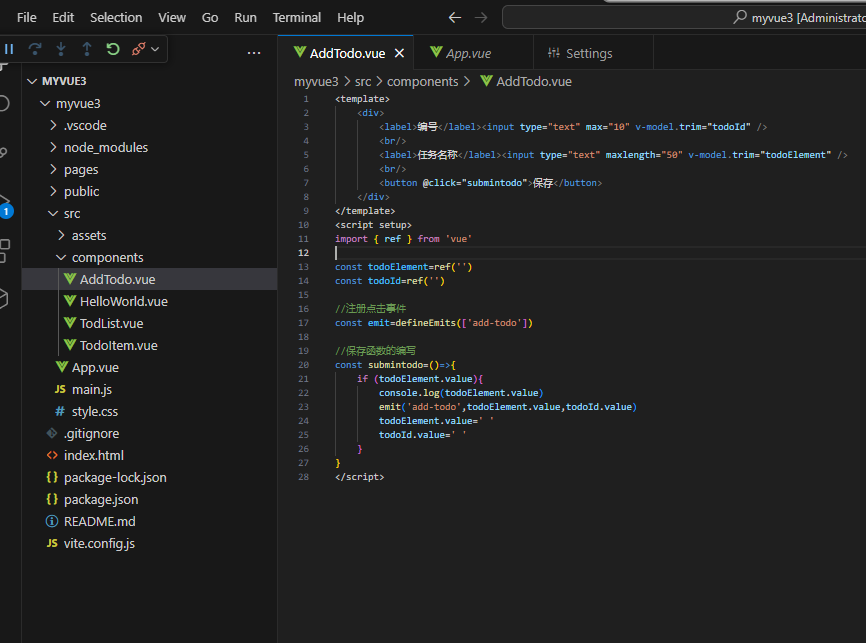 File Edit Selection View Go Run Terminal Help
myvue3 [Administrato
AddTodo.vue App.vue Settings
myvue3 > src > components > AddTodo.vue
MYVUE3
myvue3
.vscode
node_modules
pages
public
1
src
assets
components
AddTodo.vue
HelloWorld.vue
TodList.vue
TodoItem.vue
App.vue
JS main.js
# style.css
.gitignore
<> index.html
{} package-lock.json
{} package.json
README.md
JS vite.config.js
1 <template>
2 <div>
3 <label>编号</label><input type="text" max="10" v-model.trim="todoId" />
4 <br/>
5 <label>任务名称</label><input type="text" maxlength="50" v-model.trim="todoElement" />
6 <br/>
7 <button @click="submintodo">保存</button>
8 </div>
9 </template>
10 <script setup>
11 import { ref } from 'vue'
12
13 const todoElement=ref('')
14 const todoId=ref('')
15
16 //注册点击事件
17 const emit=defineEmits(['add-todo'])
18
19 //保存函数的编写
20 const submintodo=()=>{
21 if (todoElement.value){
22 console.log(todoElement.value)
23 emit('add-todo',todoElement.value,todoId.value)
24 todoElement.value=' '
25 todoId.value=' '
26 }
27 }
28 </script>